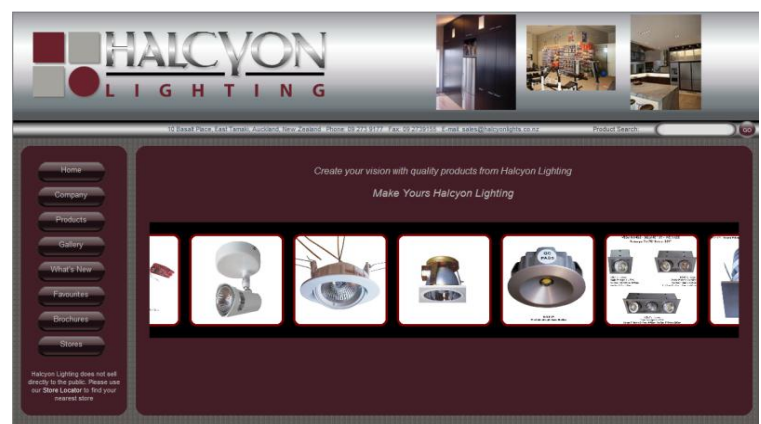 HALCYON
LIGHTING
10 Basalt Place, East Tamaki, Auckland, New Zealand Phone: 09 273 9177 Fax: 09 2739155 E-mail: sales@halcyonlights.co.nz Product Search: GO
Home
Company
Products
Gallery
What's New
Favourites
Brochures
Stores
Halcyon Lighting does not sell
directly to the public. Please use
our Store Locator to find your
nearest store
Create your vision with quality products from Halcyon Lighting
Make Yours Halcyon Lighting